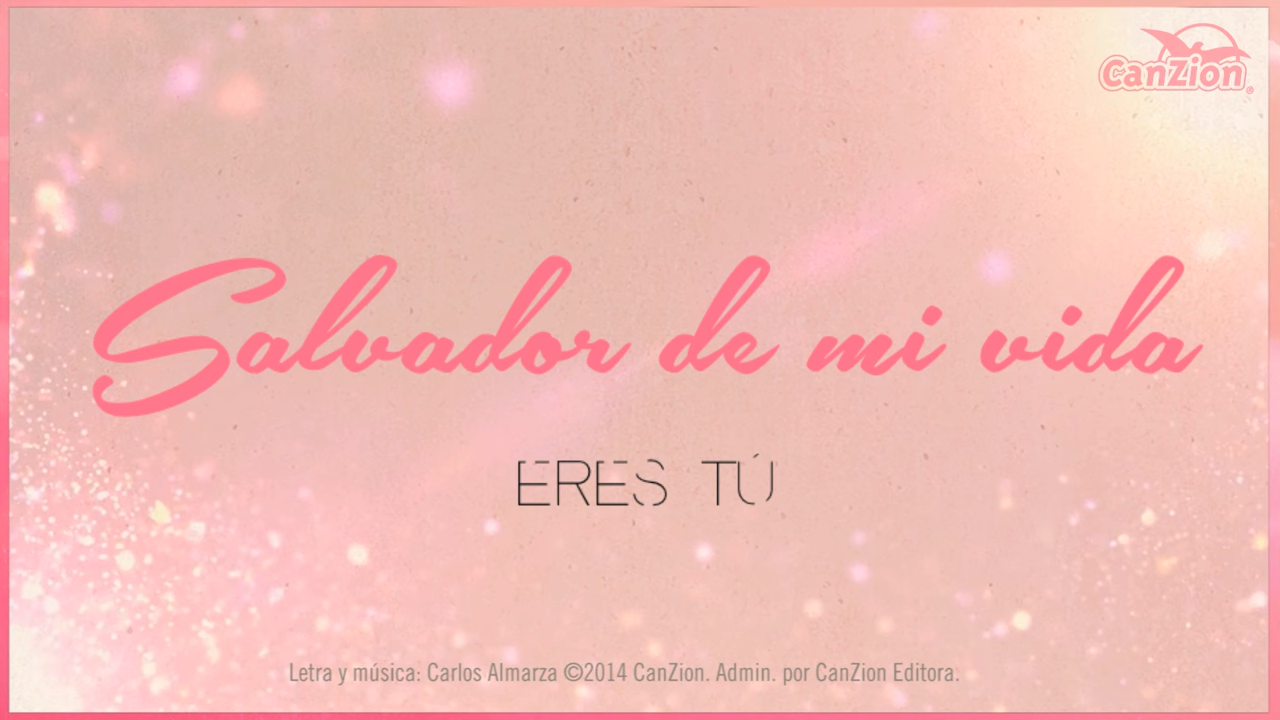 CanZion®
Salvador de mi vida
ERES TÚ
Letra y música: Carlos Almarza ©2014 CanZion. Admin. por CanZion Editora.